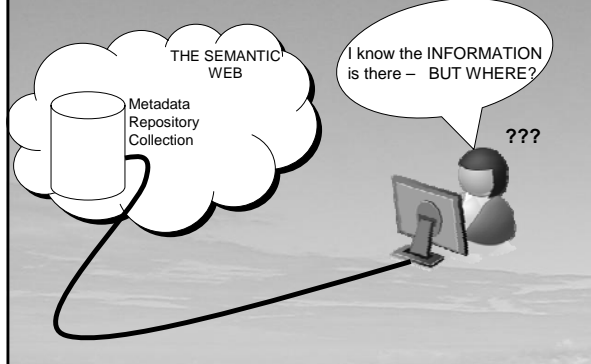 THE SEMANTIC
WEB
Metadata
Repository
Collection
I know the INFORMATION
is there – BUT WHERE?
???